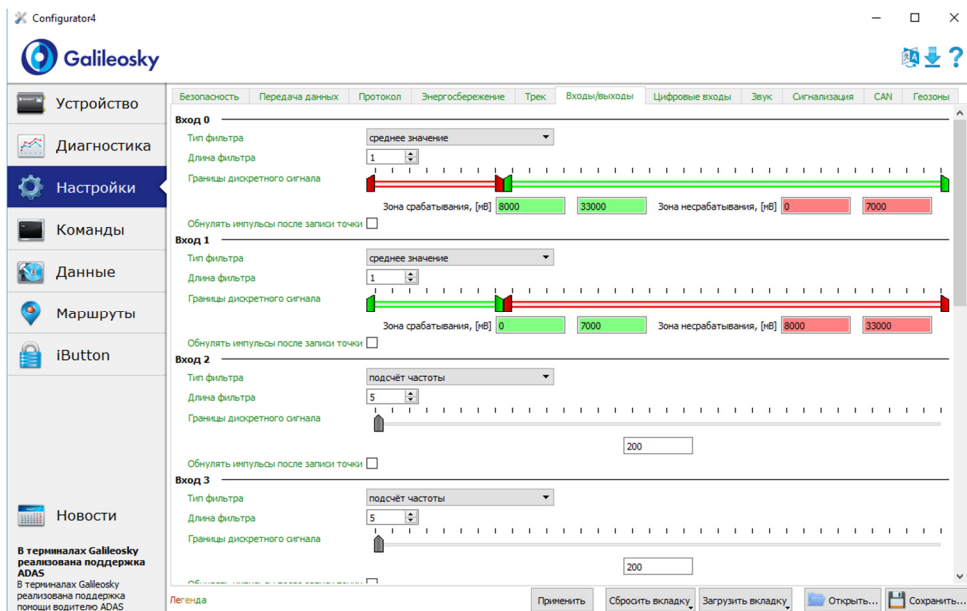 Configurator4
Galileosky
Устройство
Диагностика
Настройки
Команды
Данные
Маршруты
iButton
Новости
В терминалах Galileosky
реализована поддержка
ADAS
В терминалах Galileosky
реализована поддержка
помощи водителю ADAS
Безопасность Передача данных Протокол Энергосбережение Трек Входы/выходы Цифровые входы Звук Сигнализация CAN Геозоны
Вход 0
Тип фильтра среднее значение
Длина фильтра 1
Границы дискретного сигнала
Зона срабатывания, [мВ] 8000 33000 Зона несрабатывания, [мВ] 0 7000
Обнулять импульсы после записи точки
Вход 1
Тип фильтра среднее значение
Длина фильтра 1
Границы дискретного сигнала
Зона срабатывания, [мВ] 0 7000 Зона несрабатывания, [мВ] 8000 33000
Обнулять импульсы после записи точки
Вход 2
Тип фильтра подсчёт частоты
Длина фильтра 5
Границы дискретного сигнала
200
Обнулять импульсы после записи точки
Вход 3
Тип фильтра подсчёт частоты
Длина фильтра 5
Границы дискретного сигнала
200
Легенда Применить Сбросить вкладку Загрузить вкладку Открыть... Сохранить...